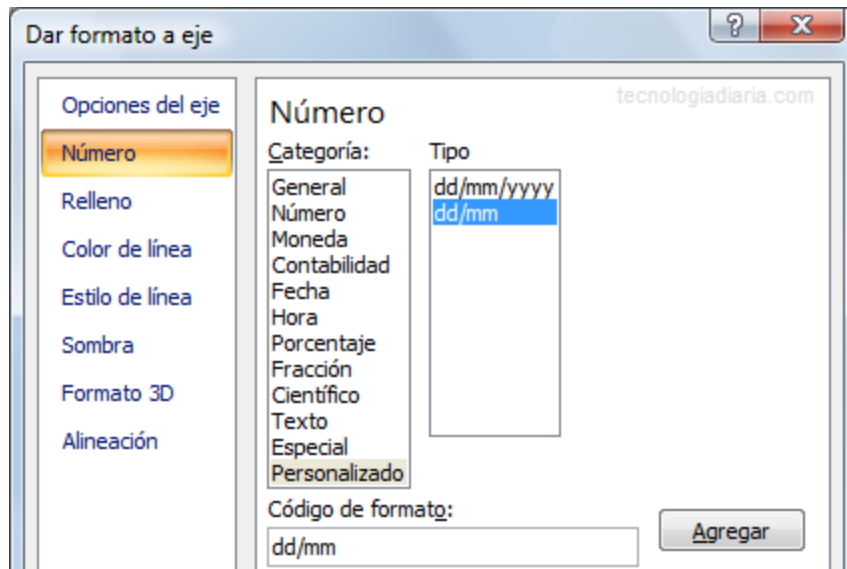 Dar formato a eje
?
X
tecnologiadiaria.com
Opciones del eje
Número
Relleno
Color de línea
Estilo de línea
Sombra
Formato 3D
Alineación
Número
Categoría:
General
Número
Moneda
Contabilidad
Fecha
Hora
Porcentaje
Fracción
Científico
Texto
Especial
Personalizado
Tipo
dd/mm/yyyy
dd/mm
Código de formato:
dd/mm
Agregar